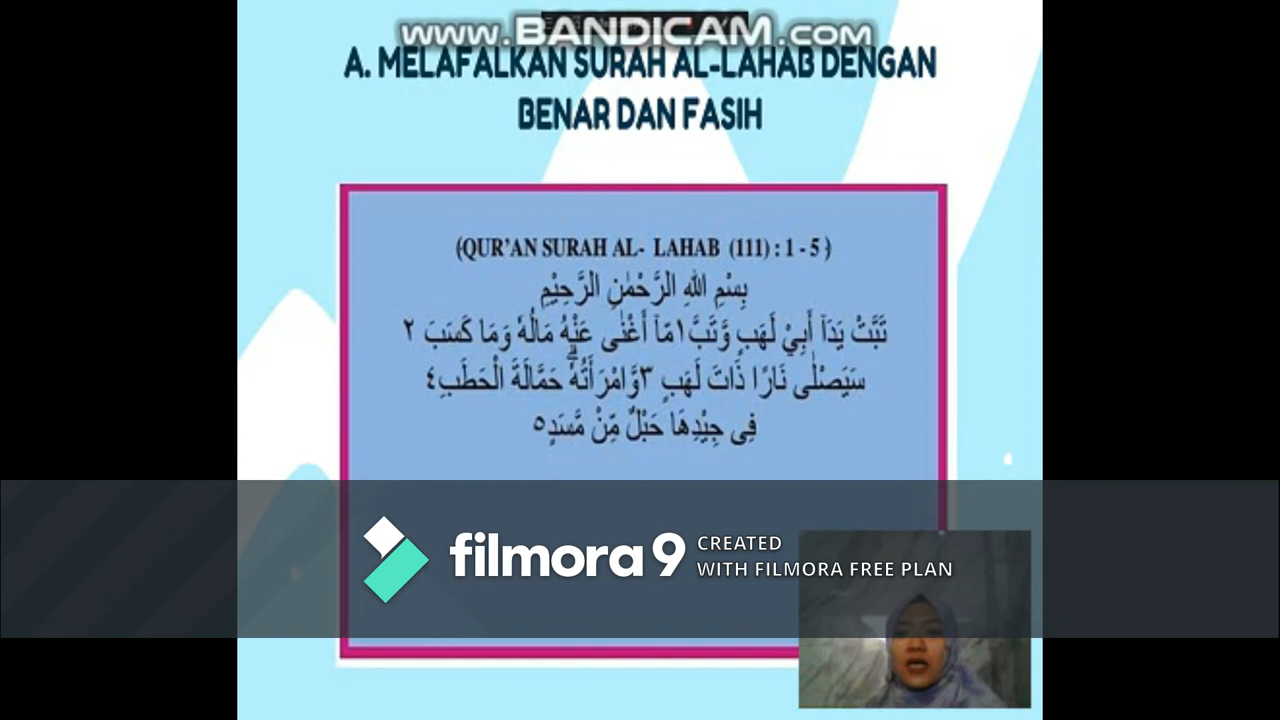 www.BANDICAM.com
A. MELAFALKAN SURAH AL-LAHAB DENGAN
BENAR DAN FASIH
(QUR'AN SURAH AL- LAHAB (111) : 1 - 5 )
بِسْمِ اللهِ الرَّحْمٰنِ الرَّحِيْمِ
تَبَّتْ يَدَآ أَبِيْ لَهَبٍ وَّتَبَّ ١ مَآ أَغْنٰى عَنْهُ مَالُهٗ وَمَا كَسَبَ ٢
سَيَصْلٰى نَارًا ذَاتَ لَهَبٍ ٣ وَّامْرَأَتُهٗۗ حَمَّالَةَ الْحَطَبِ ٤
فِى جِيْدِهَا حَبْلٌ مِّنْ مَّسَدٍ ٥
filmora 9
CREATED
WITH FILMORA FREE PLAN